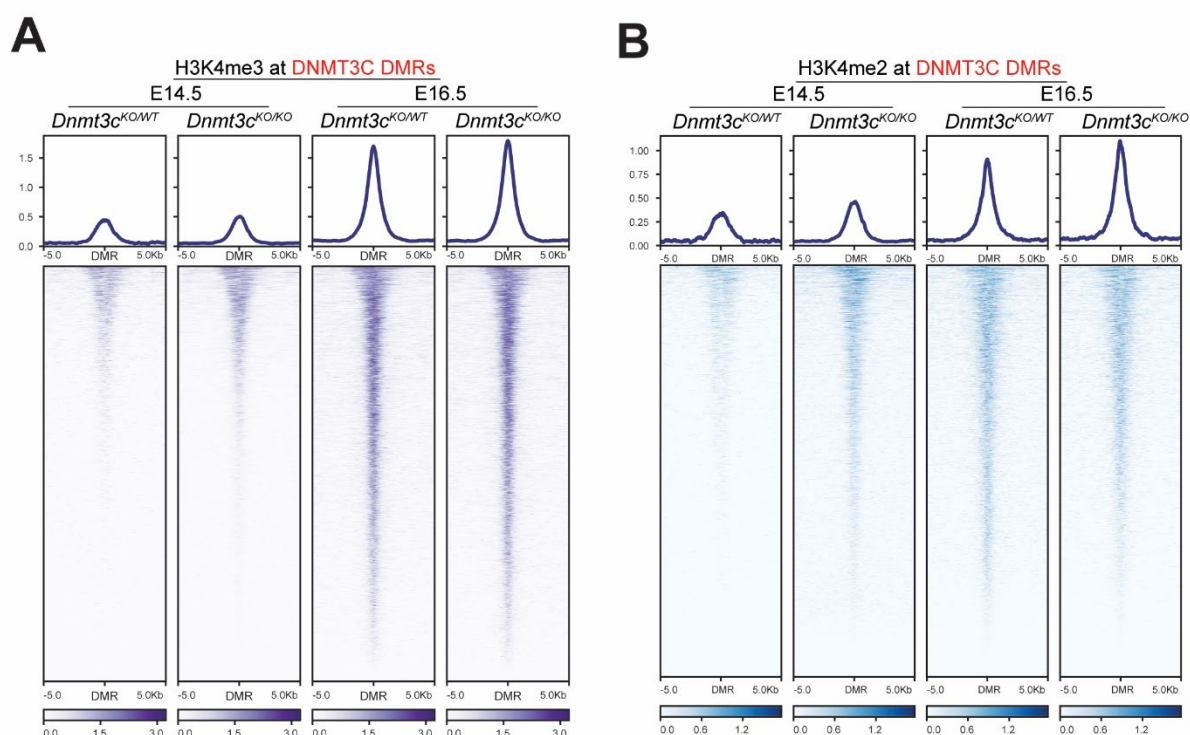 A
H3K4me3 at DNMT3C DMRs
E14.5 E16.5
Dnmt3cKO/WT Dnmt3cKO/KO Dnmt3cKO/WT Dnmt3cKO/KO
1.5
1.0
0.5
0.0
-5.0 DMR 5.0Kb -5.0 DMR 5.0Kb -5.0 DMR 5.0Kb -5.0 DMR 5.0Kb
-5.0 DMR 5.0Kb -5.0 DMR 5.0Kb -5.0 DMR 5.0Kb -5.0 DMR 5.0Kb
0.0 1.5 3.0 0.0 1.5 3.0 0.0 1.5 3.0 0.0 1.5 3.0
B
H3K4me2 at DNMT3C DMRs
E14.5 E16.5
Dnmt3cKO/WT Dnmt3cKO/KO Dnmt3cKO/WT Dnmt3cKO/KO
1.00
0.75
0.50
0.25
0.00
-5.0 DMR 5.0Kb -5.0 DMR 5.0Kb -5.0 DMR 5.0Kb -5.0 DMR 5.0Kb
-5.0 DMR 5.0Kb -5.0 DMR 5.0Kb -5.0 DMR 5.0Kb -5.0 DMR 5.0Kb
0.0 0.6 1.2 0.0 0.6 1.2 0.0 0.6 1.2 0.0 0.6 1.2